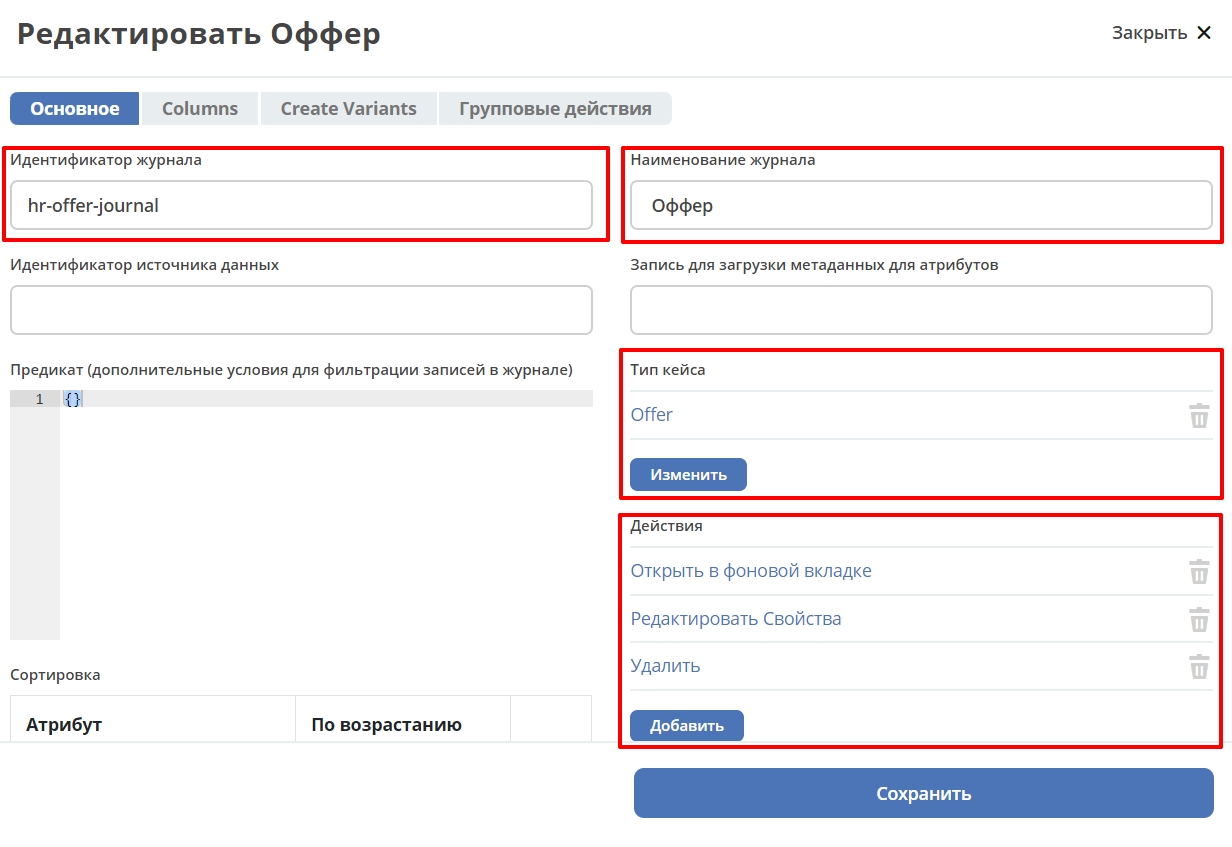 Редактировать Оффер
Закрыть ✕
Основное
Columns
Create Variants
Групповые действия
Идентификатор журнала
hr-offer-journal
Наименование журнала
Оффер
Идентификатор источника данных
Запись для загрузки метаданных для атрибутов
Предикат (дополнительные условия для фильтрации записей в журнале)
1 {}
Тип кейса
Offer
Изменить
Действия
Открыть в фоновой вкладке
Редактировать Свойства
Удалить
Добавить
Сортировка
Атрибут
По возрастанию
Сохранить